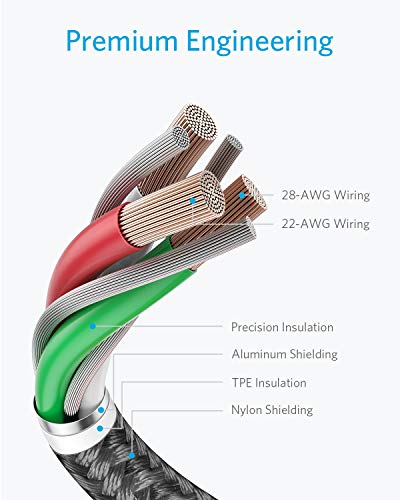 Premium Engineering
28-AWG Wiring
22-AWG Wiring
Precision Insulation
Aluminum Shielding
TPE Insulation
Nylon Shielding